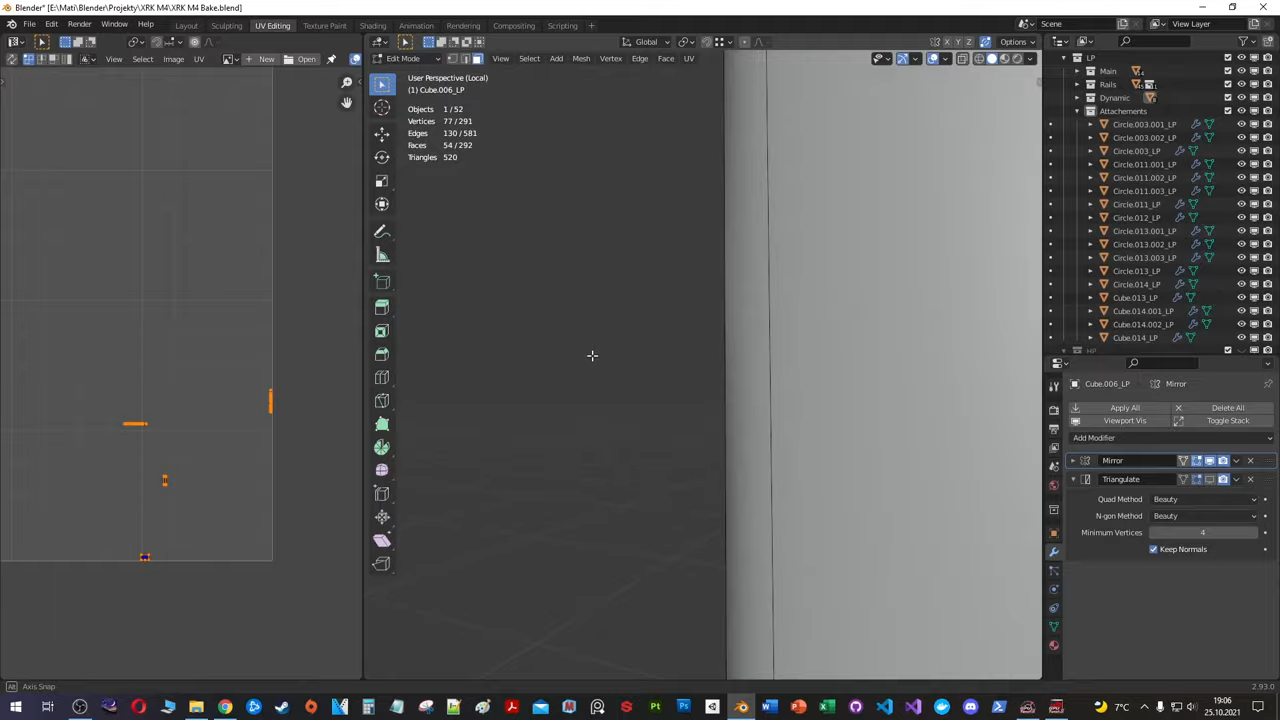 Blender* [E:\Mati\Blender\Projekty\XRK M4\XRK M4 Bake.blend]
File Edit Render Window Help Layout Modeling Sculpting UV Editing Texture Paint Shading Animation Rendering Compositing Scripting Scene View Layer
Global Options
View Select Image UV New Open Edit Mode View Select Add Mesh Vertex Edge Face UV
User Perspective (Local)
(1) Cube.006_LP
Objects 1 / 52
Vertices 77 / 291
Edges 130 / 581
Faces 54 / 292
Triangles 520
LP
Main
Rails
Dynamic
Attachements
Circle.003.001_LP
Circle.003.002_LP
Circle.003_LP
Circle.011.001_LP
Circle.011.002_LP
Circle.011.003_LP
Circle.011_LP
Circle.012_LP
Circle.013.001_LP
Circle.013.002_LP
Circle.013.003_LP
Circle.013_LP
Circle.014_LP
Cube.013_LP
Cube.014.001_LP
Cube.014.002_LP
Cube.014_LP
HP
Cube.006_LP Mirror
Apply All Delete All
Viewport Vis Toggle Stack
Add Modifier
Mirror
Triangulate
Quad Method Beauty
N-gon Method Beauty
Minimum Vertices 4
Keep Normals
Alt Axis Snap 2.93.0
7°C 19:06
25.10.2021